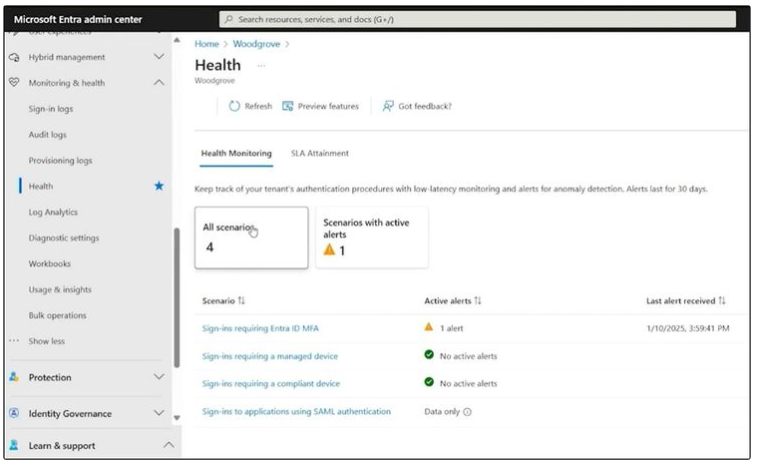 Microsoft Entra admin center
Search resources, services, and docs (G+/)
User experiences
Hybrid management
Monitoring & health
Sign-in logs
Audit logs
Provisioning logs
Health
Log Analytics
Diagnostic settings
Workbooks
Usage & insights
Bulk operations
Show less
Protection
Identity Governance
Learn & support
Home > Woodgrove >
Health ...
Woodgrove
Refresh Preview features Got feedback?
Health Monitoring SLA Attainment
Keep track of your tenant's authentication procedures with low-latency monitoring and alerts for anomaly detection. Alerts last for 30 days.
All scenarios
4
Scenarios with active
alerts
1
Scenario Active alerts Last alert received
Sign-ins requiring Entra ID MFA 1 alert 1/10/2025, 3:59:41 PM
Sign-ins requiring a managed device No active alerts
Sign-ins requiring a compliant device No active alerts
Sign-ins to applications using SAML authentication Data only